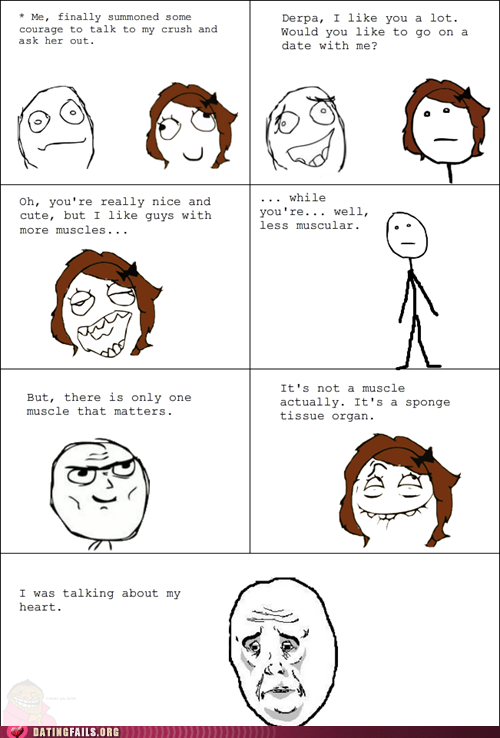 * Me, finally summoned some
courage to talk to my crush and
ask her out.
Derpa, I like you a lot.
Would you like to go on a
date with me?
Oh, you're really nice and
cute, but I like guys with
more muscles...
... while
you're... well,
less muscular.
But, there is only one
muscle that matters.
It's not a muscle
actually. It's a sponge
tissue organ.
I was talking about my
heart.
DATINGFAILS.ORG